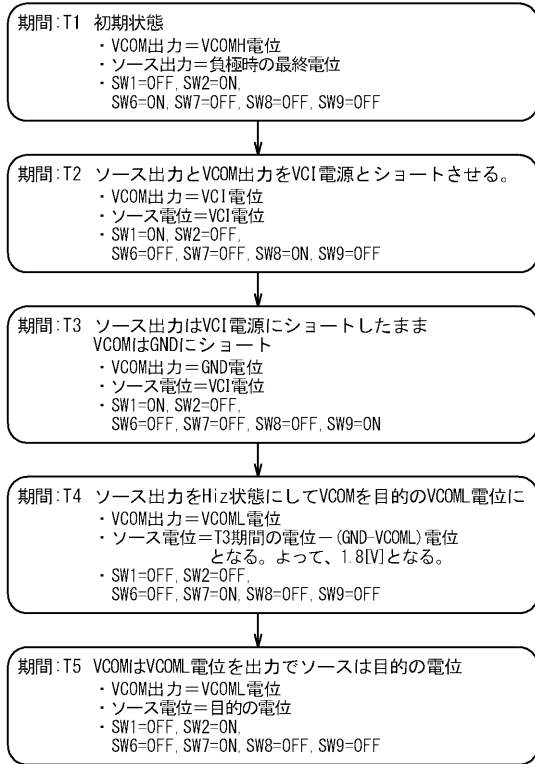 期間:T1 初期状態
・VCOM出力=VCOMH電位
・ソース出力=負極時の最終電位
・SW1=OFF, SW2=ON,
SW6=ON, SW7=OFF, SW8=OFF, SW9=OFF
期間:T2 ソース出力とVCOM出力をVCI電源とショートさせる。
・VCOM出力=VCI電位
・ソース電位=VCI電位
・SW1=ON, SW2=OFF,
SW6=OFF, SW7=OFF, SW8=ON, SW9=OFF
期間:T3 ソース出力はVCI電源にショートしたまま
VCOMはGNDにショート
・VCOM出力=GND電位
・ソース電位=VCI電位
・SW1=ON, SW2=OFF,
SW6=OFF, SW7=OFF, SW8=OFF, SW9=ON
期間:T4 ソース出力をHiz状態にしてVCOMを目的のVCOML電位に
・VCOM出力=VCOML電位
・ソース電位=T3期間の電位-(GND-VCOML)電位
となる。よって、1.8[V]となる。
・SW1=OFF, SW2=OFF,
SW6=OFF, SW7=ON, SW8=OFF, SW9=OFF
期間:T5 VCOMはVCOML電位を出力でソースは目的の電位
・VCOM出力=VCOML電位
・ソース電位=目的の電位
・SW1=OFF, SW2=ON,
SW6=OFF, SW7=ON, SW8=OFF, SW9=OFF